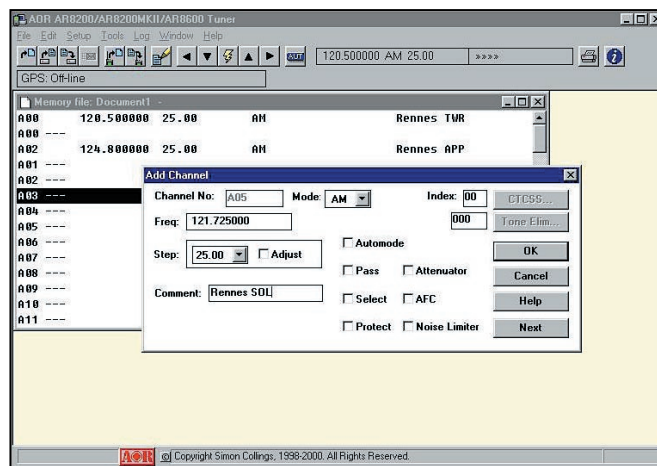 AOR AR8200/AR8200MKII/AR8600 Tuner
File Edit Setup Tools Log Window Help
AUT 120.500000 AM 25.00 »»»»
GPS: Off-line
Memory file: Document1 -
A00 120.500000 25.00 AM Rennes TWR
A00 ---
A02 124.800000 25.00 AM Rennes APP
A01 ---
A02 ---
A03 ---
A04 ---
A05 ---
A06 ---
A07 ---
A08 ---
A09 ---
A10 ---
A11 ---
Add Channel
Channel No: A05 Mode: AM Index: 00 CTCSS...
Freq: 121.725000 000 Tone Elim...
Automode OK
Step: 25.00 Adjust
Pass Attenuator Cancel
Comment: Rennes SOL
Select AFC Help
Protect Noise Limiter Next
AOR © Copyright Simon Collings, 1998-2000. All Rights Reserved.